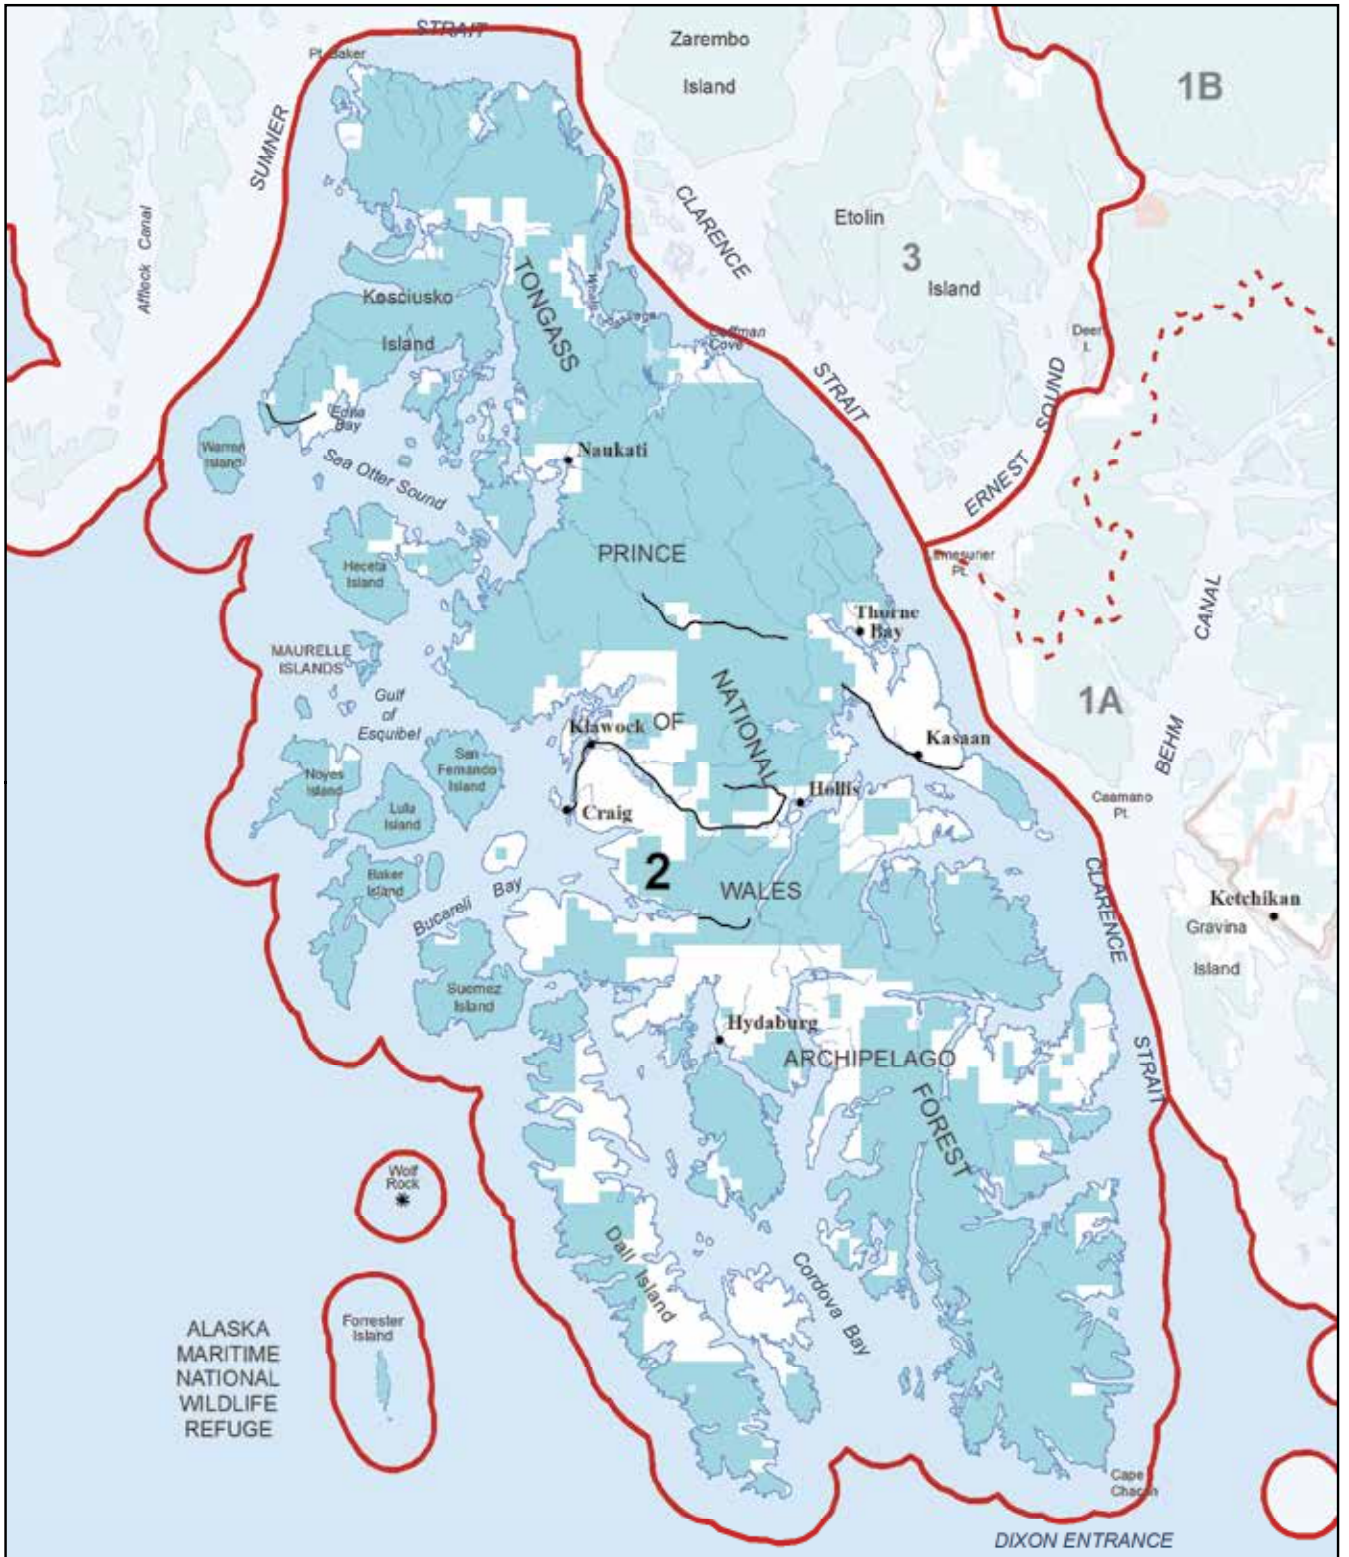 STRAIT
Pt. Baker
Zarembo
Island
1B
SUMNER
CLARENCE
Affleck Canal
Etolin
3
Island
TONGASS
Whale Passage
Kosciusko
Island
Coffman
Cove
Deer
I.
STRAIT
SOUND
Edna
Bay
Warren
Island
Naukati
Sea Otter Sound
ERNEST
PRINCE
Lemesurier
Pt.
Heceta
Island
CANAL
Thorne
Bay
MAURELLE
ISLANDS
NATIONAL
Gulf
of
Esquibel
1A
Klawock
OF
Kasaan
BEHM
San
Fernando
Island
Noyes
Island
Hollis
Caamano
Pt.
Lulu
Island
Craig
2
Baker
Island
WALES
CLARENCE
Bucareli Bay
Ketchikan
Gravina
Island
Suemez
Island
Hydaburg
ARCHIPELAGO
STRAIT
FOREST
Wolf
Rock
Dall Island
Cordova Bay
Forrester
Island
ALASKA
MARITIME
NATIONAL
WILDLIFE
REFUGE
Cape
Chacon
DIXON ENTRANCE